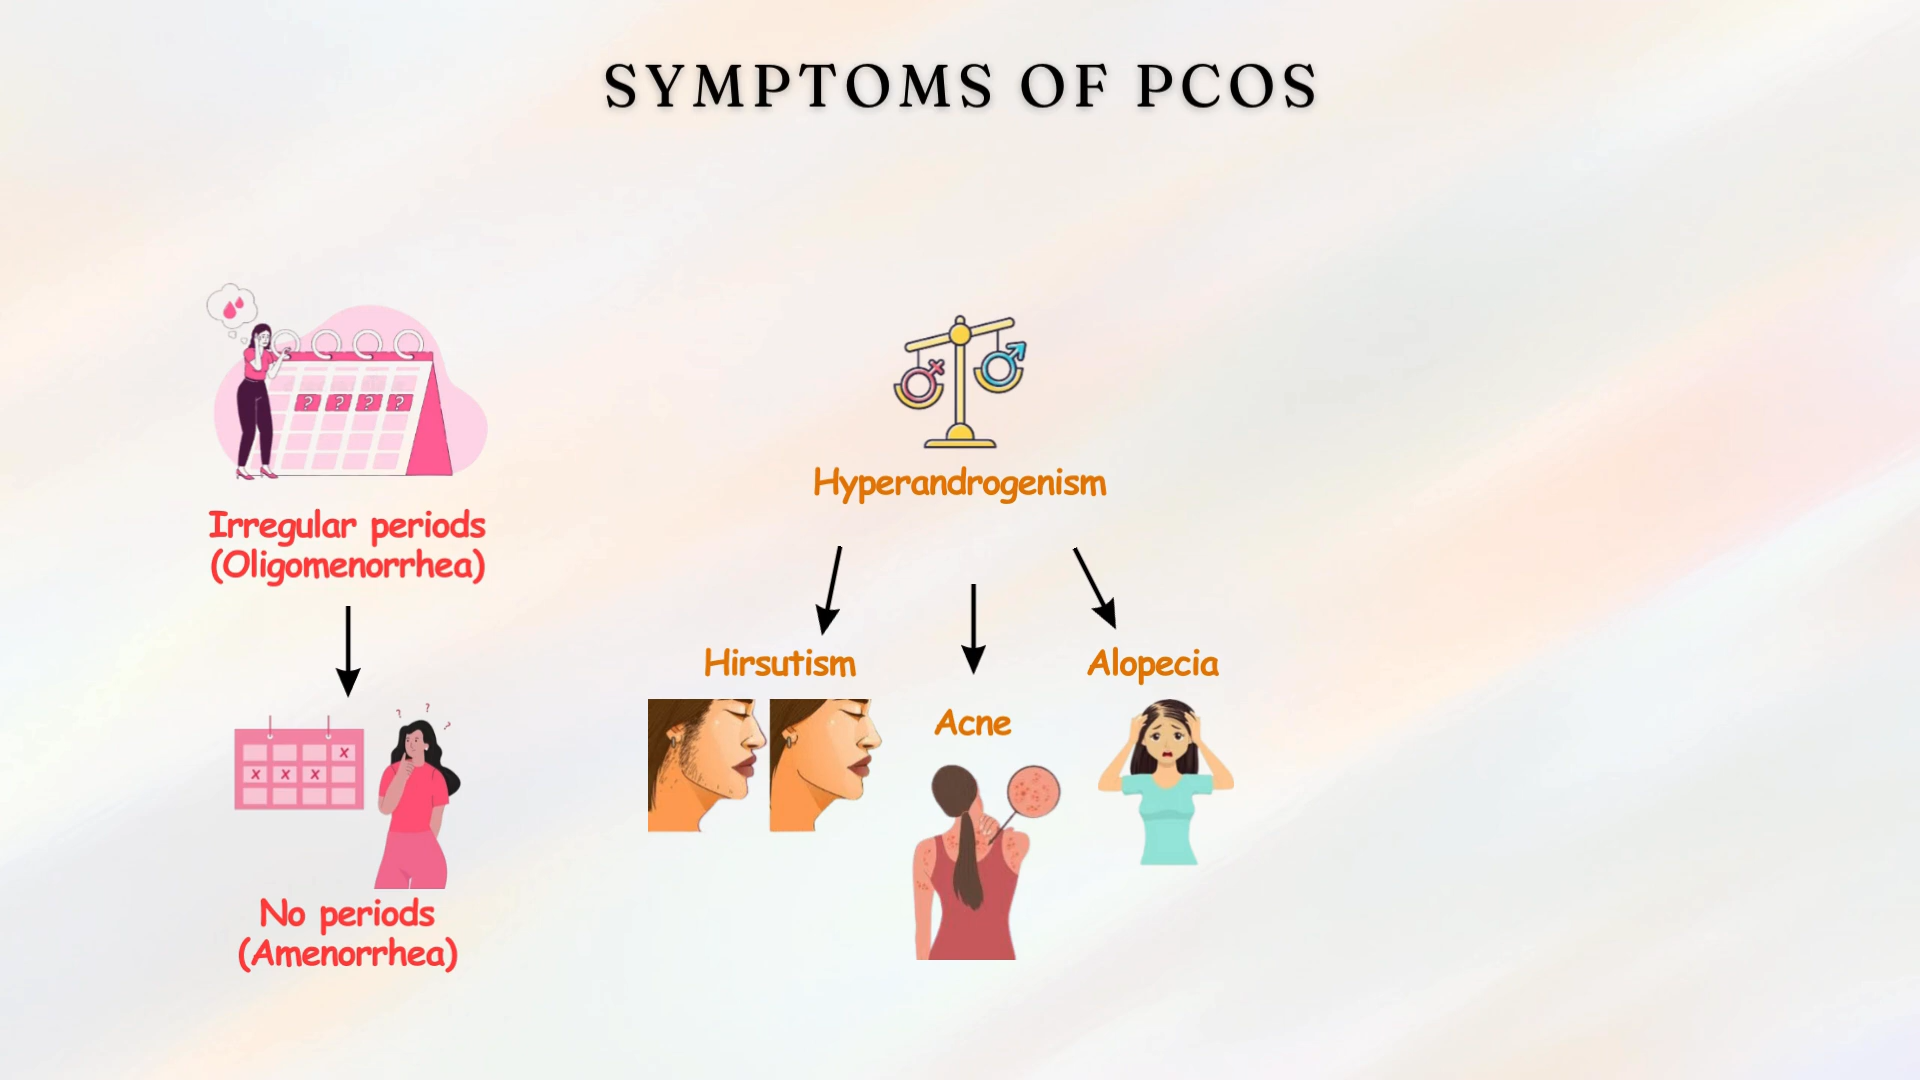 SYMPTOMS OF PCOS
? ? ? ?
Irregular periods
(Oligomenorrhea)
? ? ?
x
x x x
No periods
(Amenorrhea)
Hyperandrogenism
Hirsutism
Acne
Alopecia